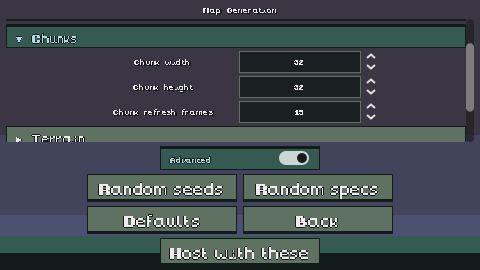 Map Generation
Chunks
Chunk width 32
Chunk height 32
Chunk refresh frames 15
Terrain
Advanced
Random seeds Random specs
Defaults Back
Host with these